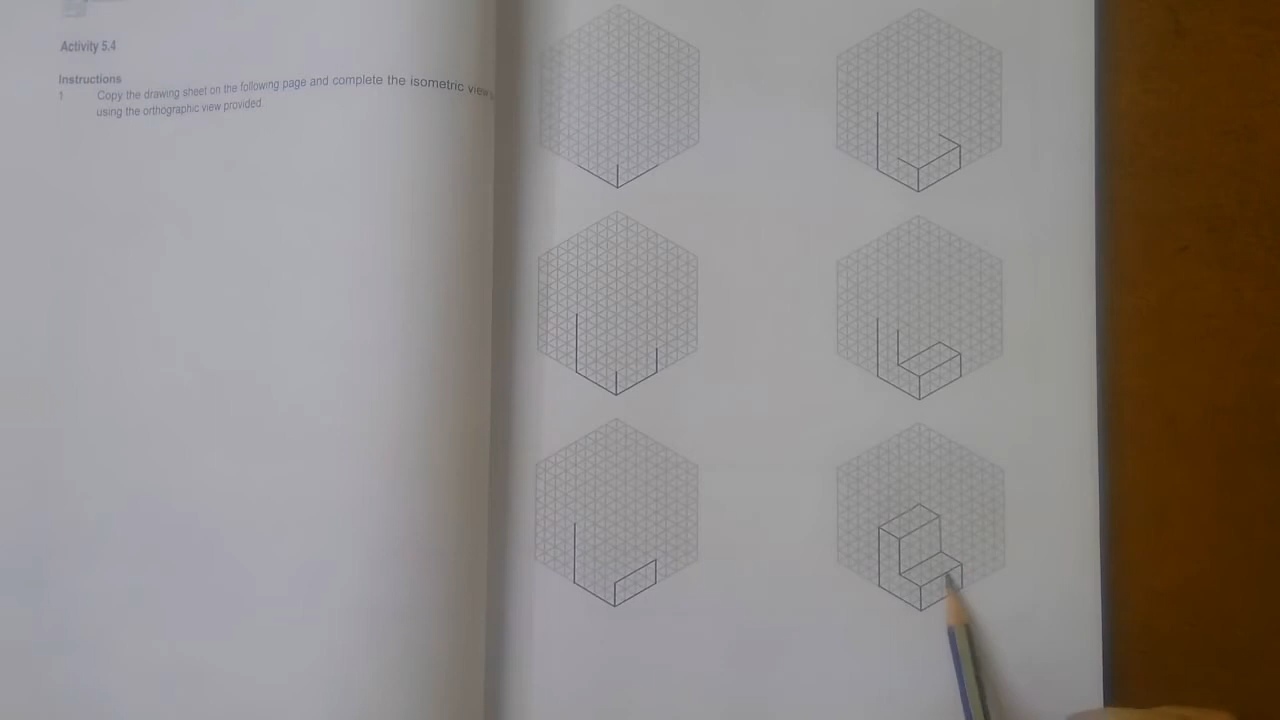 Activity 5.4
Instructions
1 Copy the drawing sheet on the following page and complete the isometric view
using the orthographic view provided.